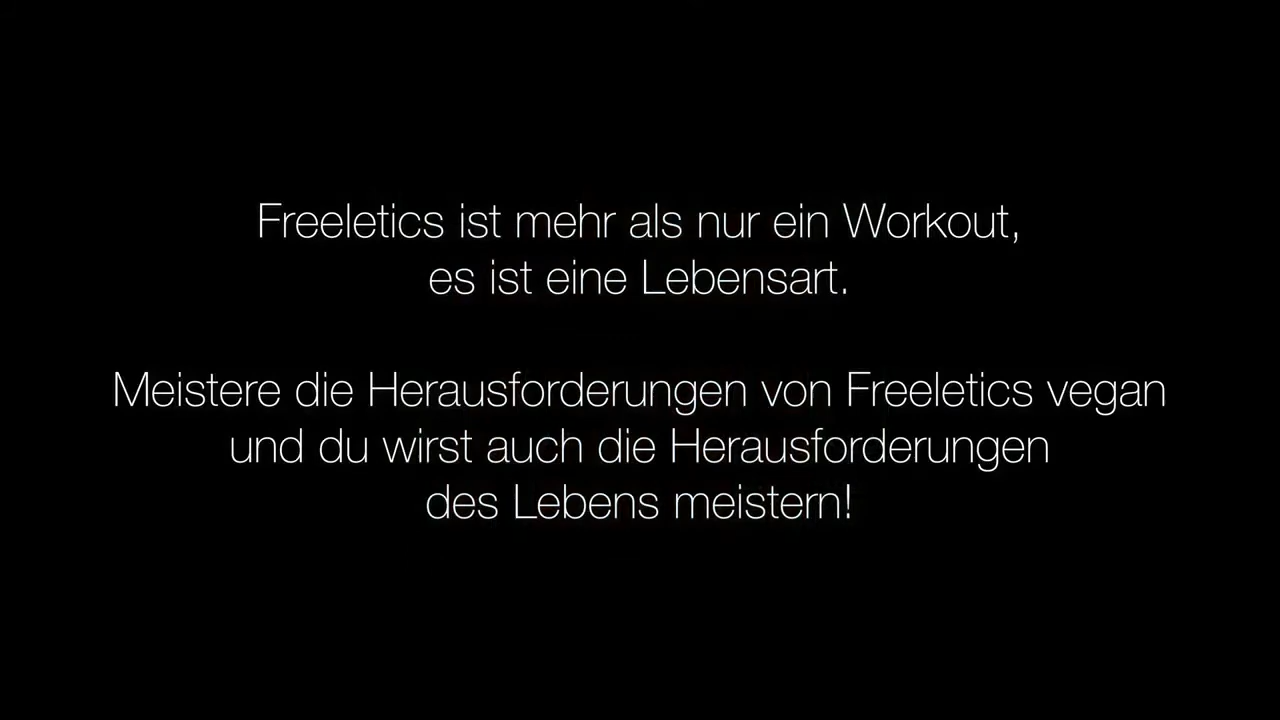 Freeletics ist mehr als nur ein Workout,
es ist eine Lebensart.
Meistere die Herausforderungen von Freeletics vegan
und du wirst auch die Herausforderungen
des Lebens meistern!